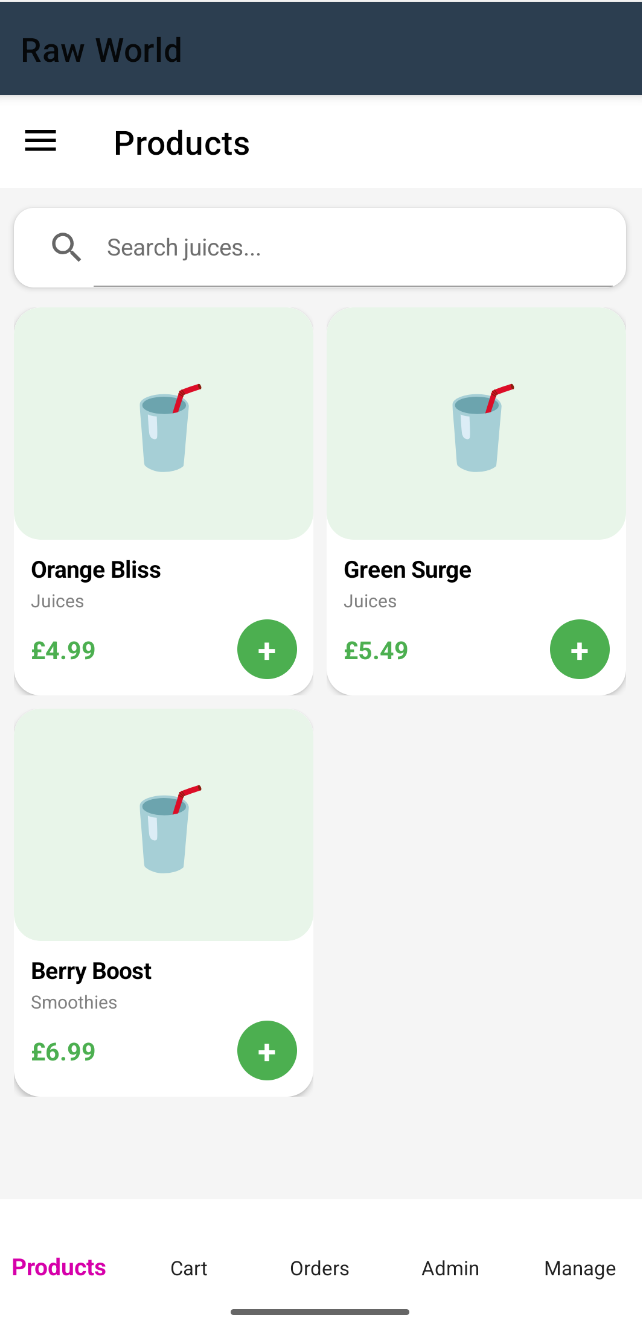 Raw World
Products
Search juices...
Orange Bliss
Juices
£4.99
+
Green Surge
Juices
£5.49
+
Berry Boost
Smoothies
£6.99
+
Products Cart Orders Admin Manage